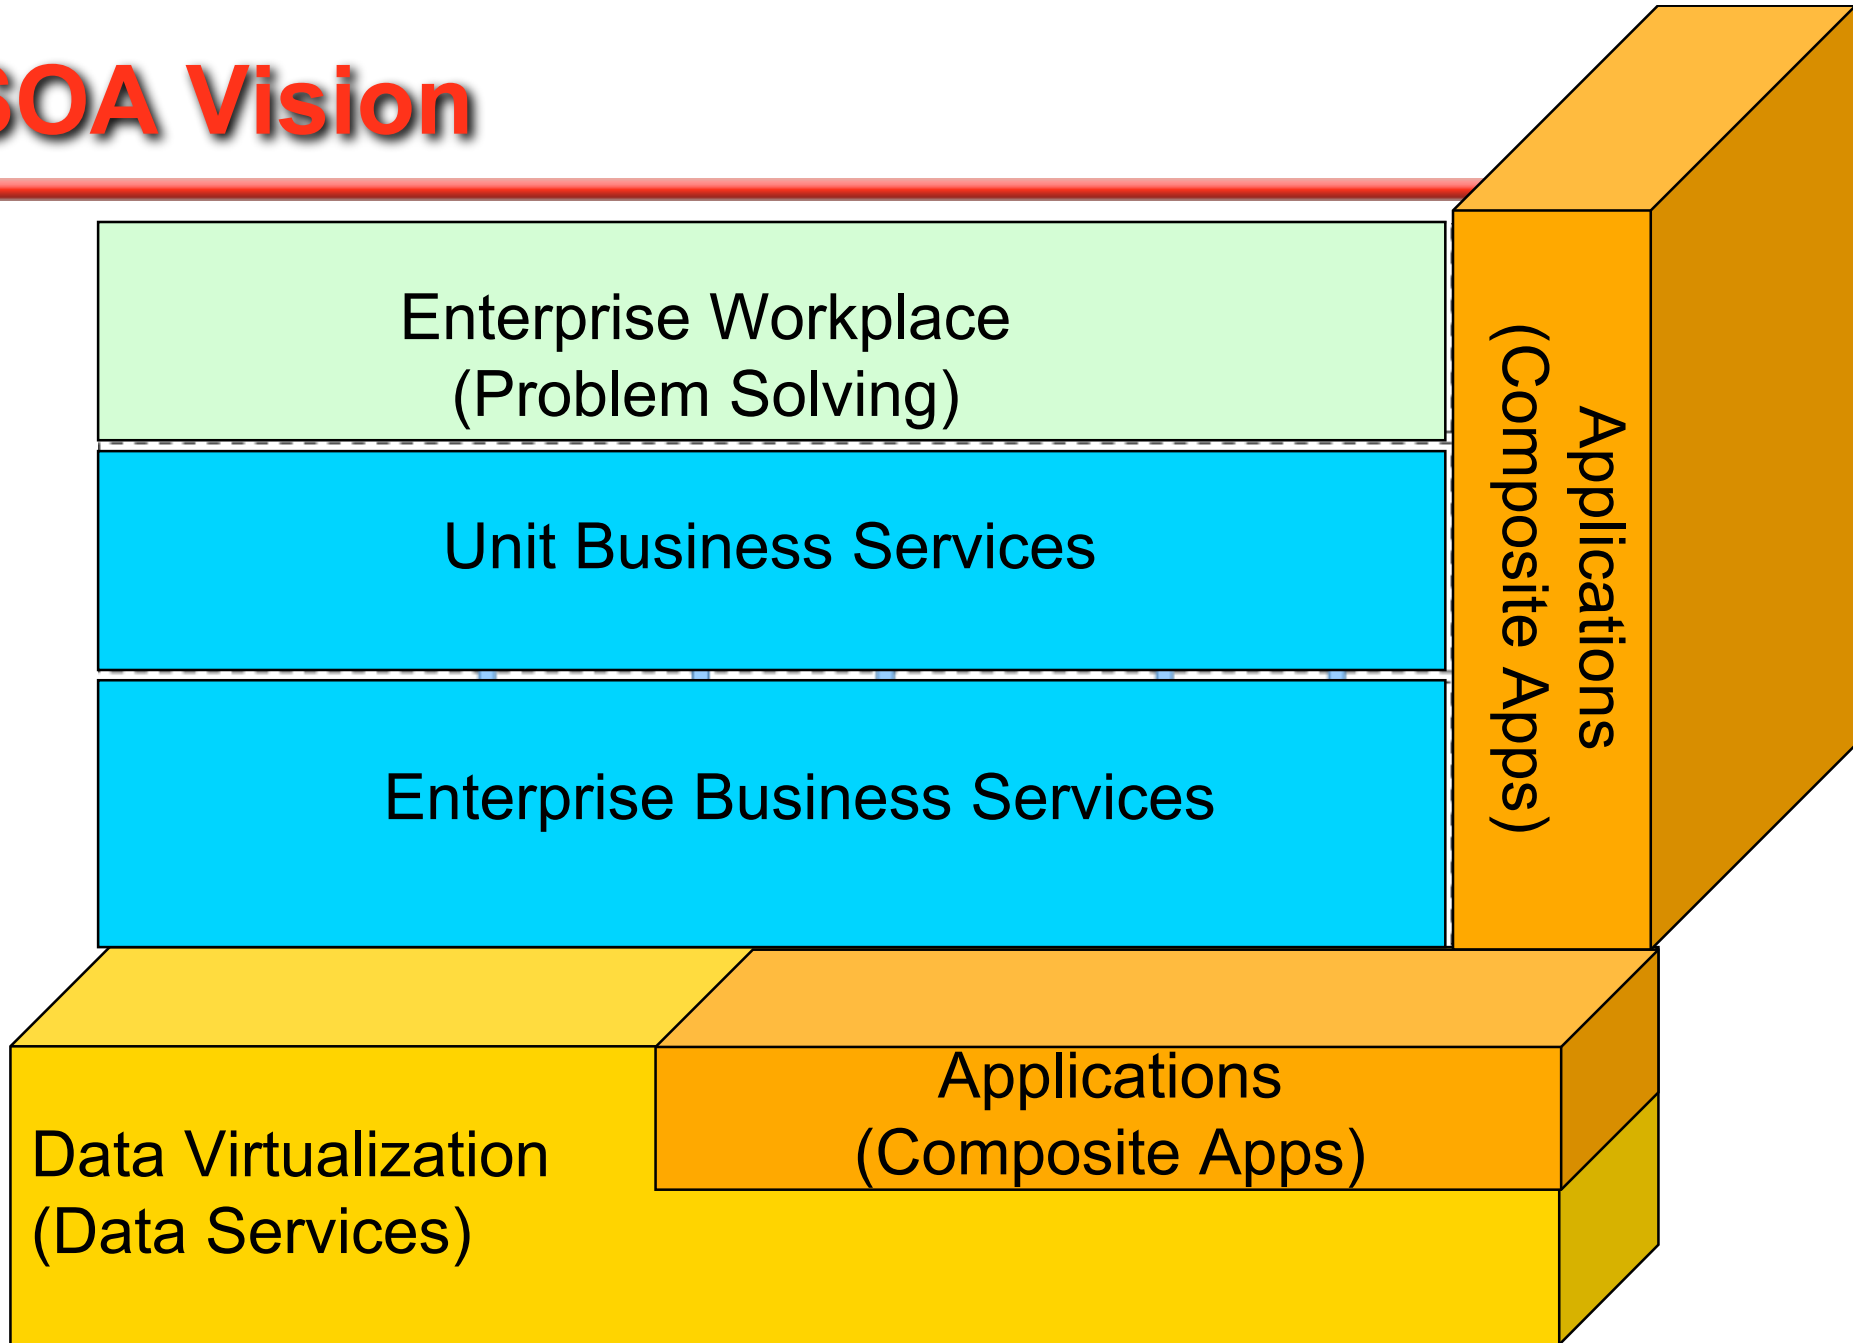 SOA Vision
Enterprise Workplace
(Problem Solving)
Unit Business Services
Enterprise Business Services
Applications
(Composite Apps)
Applications
(Composite Apps)
Data Virtualization
(Data Services)